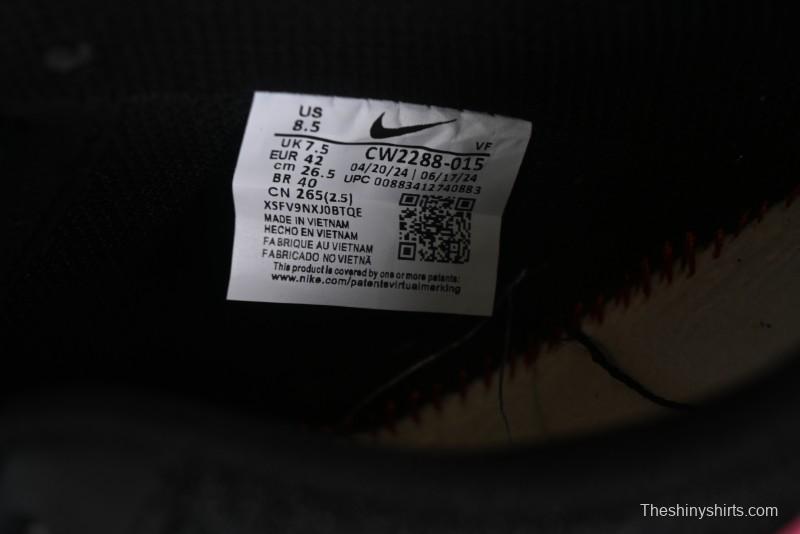 US
8.5
VF
UK 7.5
CW2288-015
EUR 42
04/20/24 | 06/17/24
cm 26.5
UPC 00883412740883
BR 40
CN 265(2.5)
XSFV9NXJ0BTQE
MADE IN VIETNAM
HECHO EN VIETNAM
FABRIQUE AU VIETNAM
FABRICADO NO VIETNÃ
This product is covered by one or more patents:
www.nike.com/patentsvirtualmerking
Theshinyshirts.com